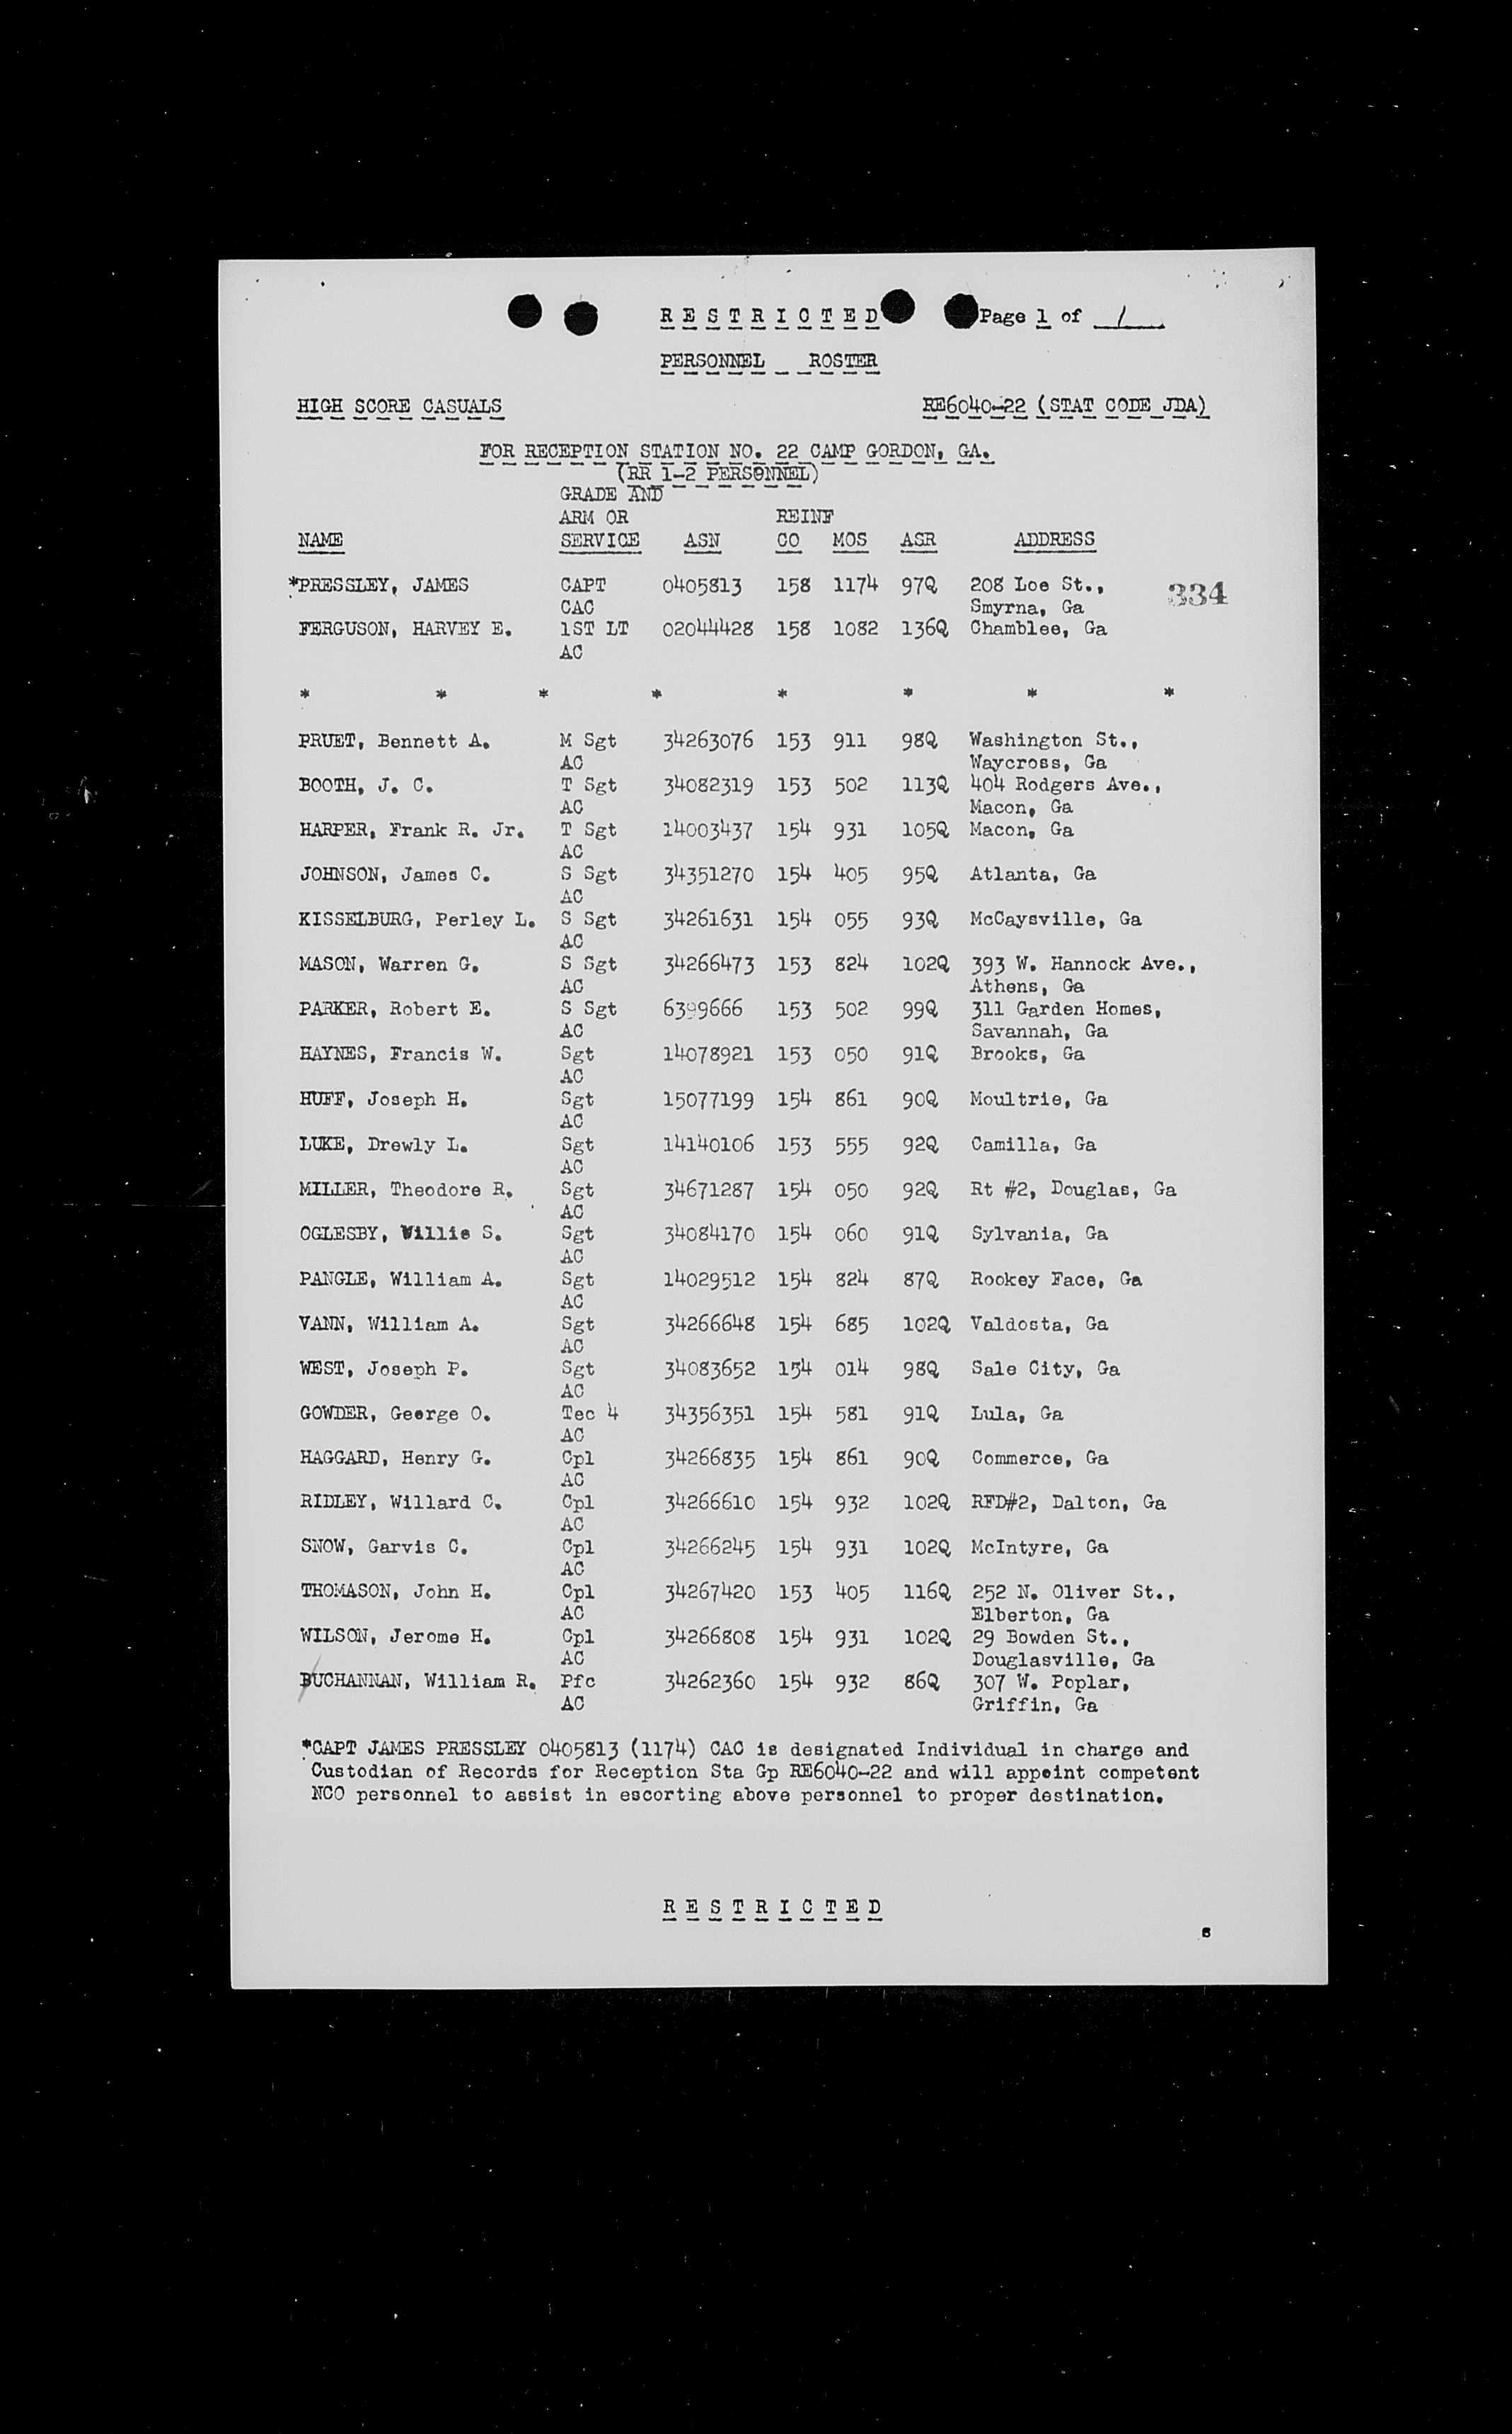 R E S T R I C T E D Page 1 of 1
PERSONNEL ROSTER
HIGH SCORE CASUALS RE6040-22 (STAT CODE JDA)
FOR RECEPTION STATION NO. 22 CAMP GORDON, GA.
(RR 1-2 PERSONNEL)
GRADE AND
ARM OR REINF
NAME SERVICE ASN CO MOS ASR ADDRESS
*PRESSLEY, JAMES CAPT 0405813 158 1174 97Q 208 Loe St., 334
CAC Smyrna, Ga
FERGUSON, HARVEY E. 1ST LT 02044428 158 1082 136Q Chamblee, Ga
AC
* * * * * * * *
PRUET, Bennett A. M Sgt 34263076 153 911 98Q Washington St.,
AC Waycross, Ga
BOOTH, J. C. T Sgt 34082319 153 502 113Q 404 Rodgers Ave.,
AC Macon, Ga
HARPER, Frank R. Jr. T Sgt 14003437 154 931 105Q Macon, Ga
AC
JOHNSON, James C. S Sgt 34351270 154 405 95Q Atlanta, Ga
AC
KISSELBURG, Perley L. S Sgt 34261631 154 055 93Q McCaysville, Ga
AC
MASON, Warren G. S Sgt 34266473 153 824 102Q 393 W. Hannock Ave.,
AC Athens, Ga
PARKER, Robert E. S Sgt 6399666 153 502 99Q 311 Garden Homes,
AC Savannah, Ga
HAYNES, Francis W. Sgt 14078921 153 050 91Q Brooks, Ga
AC
HUFF, Joseph H. Sgt 15077199 154 861 90Q Moultrie, Ga
AC
LUKE, Drewly L. Sgt 14140106 153 555 92Q Camilla, Ga
AC
MILLER, Theodore R. Sgt 34671287 154 050 92Q Rt #2, Douglas, Ga
AC
OGLESBY, Willie S. Sgt 34084170 154 060 91Q Sylvania, Ga
AC
PANGLE, William A. Sgt 14029512 154 824 87Q Rookey Face, Ga
AC
VANN, William A. Sgt 34266648 154 685 102Q Valdosta, Ga
AC
WEST, Joseph P. Sgt 34083652 154 014 98Q Sale City, Ga
AC
GOWDER, George O. Tec 4 34356351 154 581 91Q Lula, Ga
AC
HAGGARD, Henry G. Cpl 34266835 154 861 90Q Commerce, Ga
AC
RIDLEY, Willard C. Cpl 34266610 154 932 102Q RFD#2, Dalton, Ga
AC
SNOW, Garvis C. Cpl 34266245 154 931 102Q McIntyre, Ga
AC
THOMASON, John H. Cpl 34267420 153 405 116Q 252 N. Oliver St.,
AC Elberton, Ga
WILSON, Jerome H. Cpl 34266808 154 931 102Q 29 Bowden St.,
AC Douglasville, Ga
BUCHANNAN, William R. Pfc 34262360 154 932 86Q 307 W. Poplar,
AC Griffin, Ga
*CAPT JAMES PRESSLEY 0405813 (1174) CAC is designated Individual in charge and
Custodian of Records for Reception Sta Gp RE6040-22 and will appoint competent
NCO personnel to assist in escorting above personnel to proper destination.
R E S T R I C T E D